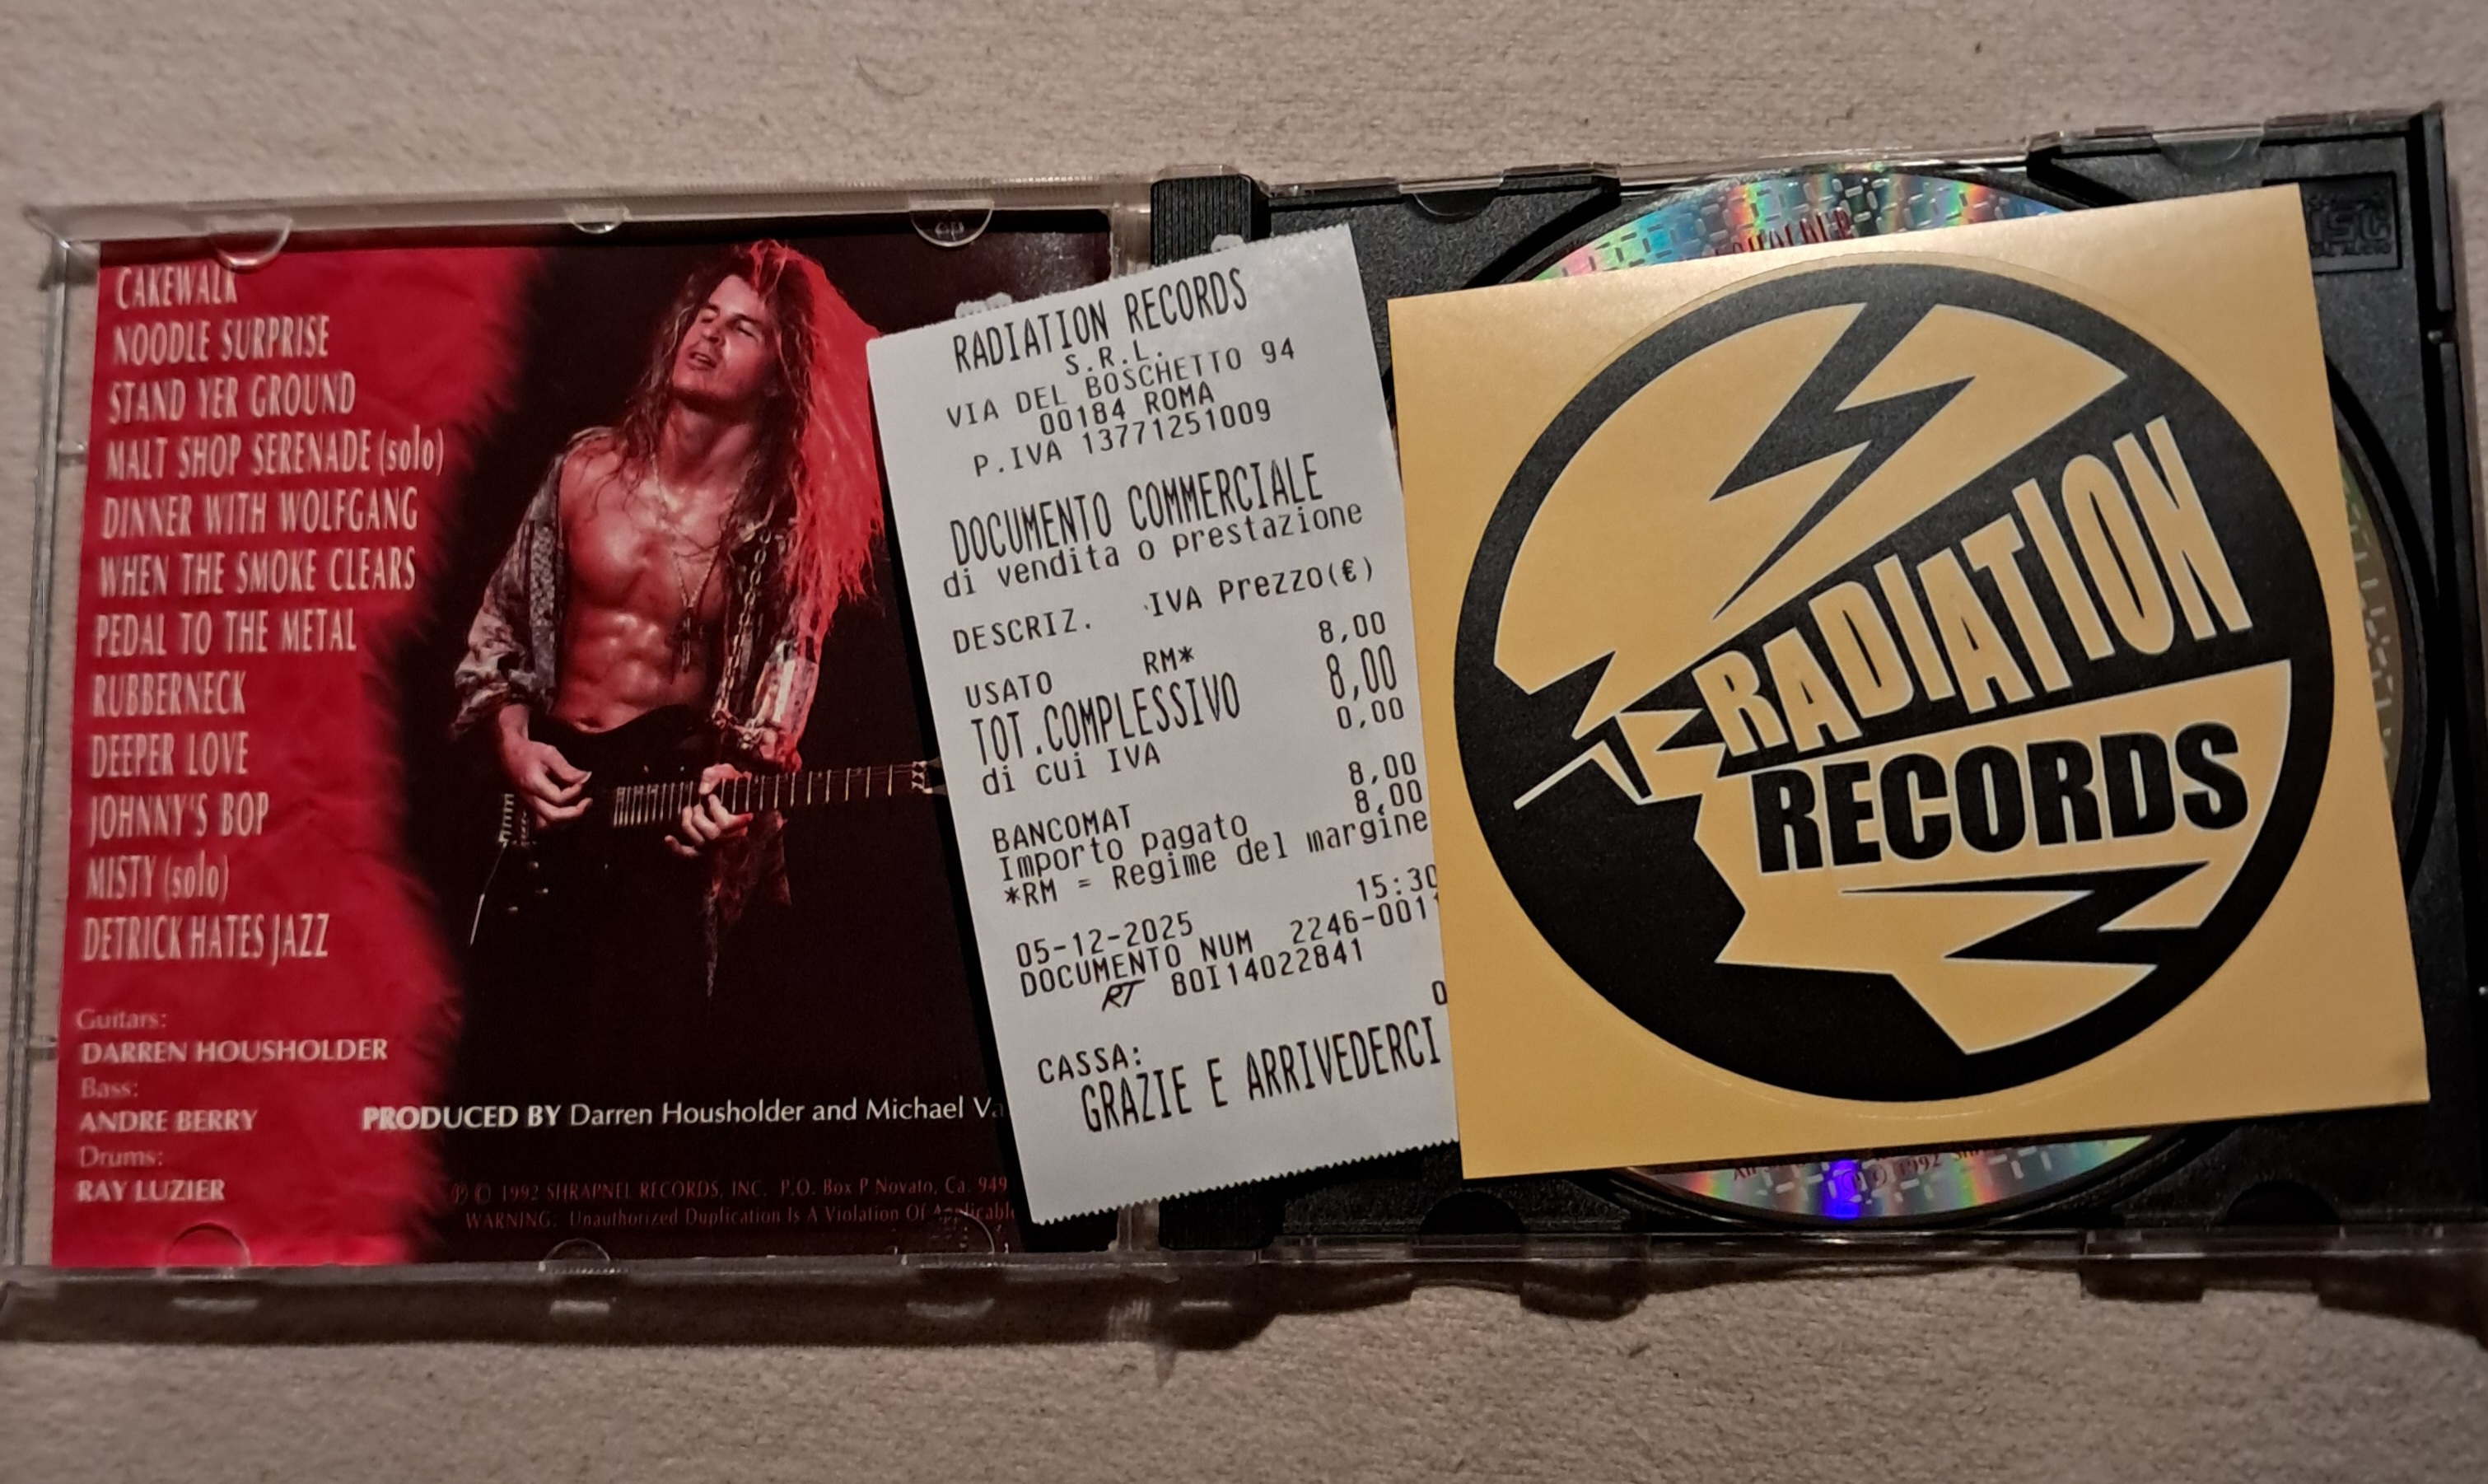 CAKEWALK
NOODLE SURPRISE
STAND YER GROUND
MALT SHOP SERENADE (solo)
DINNER WITH WOLFGANG
WHEN THE SMOKE CLEARS
PEDAL TO THE METAL
RUBBERNECK
DEEPER LOVE
JOHNNY'S BOP
MISTY (solo)
DETRICK HATES JAZZ
Guitars:
DARREN HOUSHOLDER
Bass:
ANDRE BERRY
Drums:
RAY LUZIER
PRODUCED BY Darren Housholder and Michael
℗ © 1992 SHRAPNEL RECORDS, INC. P.O. Box P Novato, Ca. 949
WARNING: Unauthorized Duplication Is A Violation Of Applicable
RADIATION RECORDS
S.R.L.
VIA DEL BOSCHETTO 94
00184 ROMA
P.IVA 13771251009
DOCUMENTO COMMERCIALE
di vendita o prestazione
DESCRIZ. IVA Prezzo(€)
USATO RM* 8,00
TOT.COMPLESSIVO 8,00
di cui IVA 0,00
BANCOMAT 8,00
Importo pagato 8,00
*RM = Regime del margine
05-12-2025 15:30
DOCUMENTO NUM 2246-0011
RT 80I14022841
CASSA: 0
GRAZIE E ARRIVEDERCI
RADIATION
RECORDS
℗ © 1992